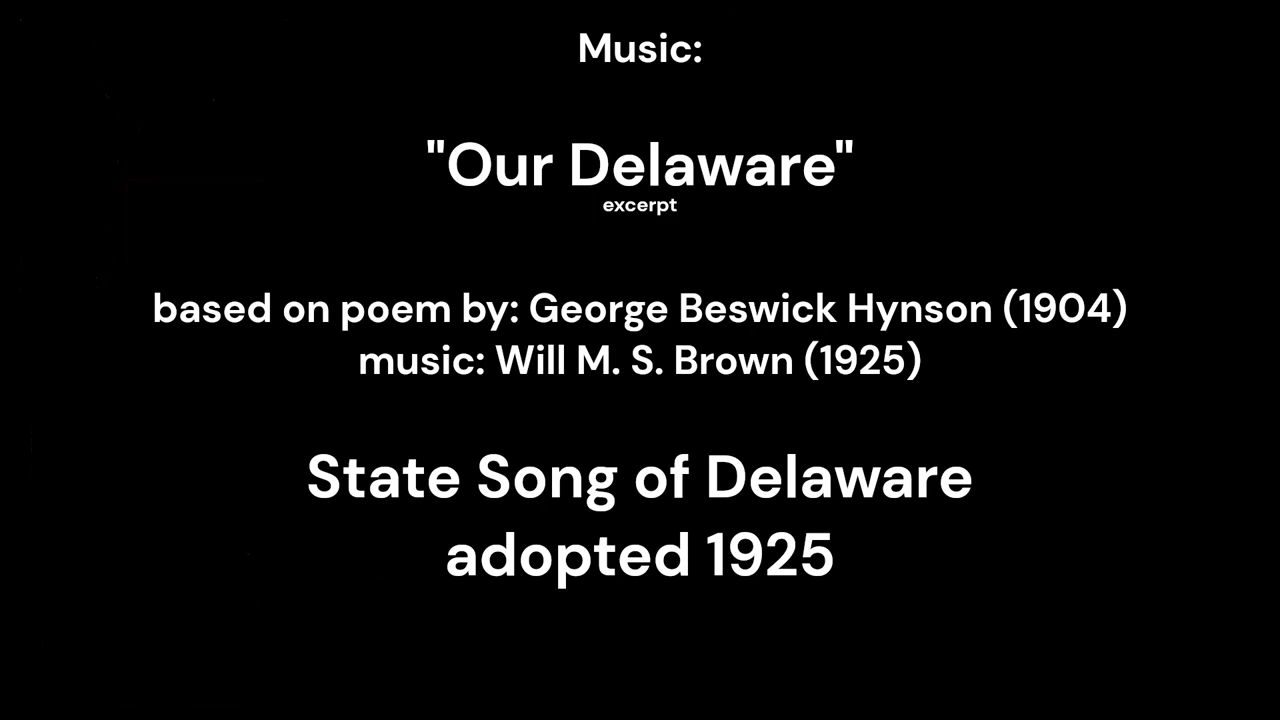 Music:
"Our Delaware"
excerpt
based on poem by: George Beswick Hynson (1904)
music: Will M. S. Brown (1925)
State Song of Delaware
adopted 1925